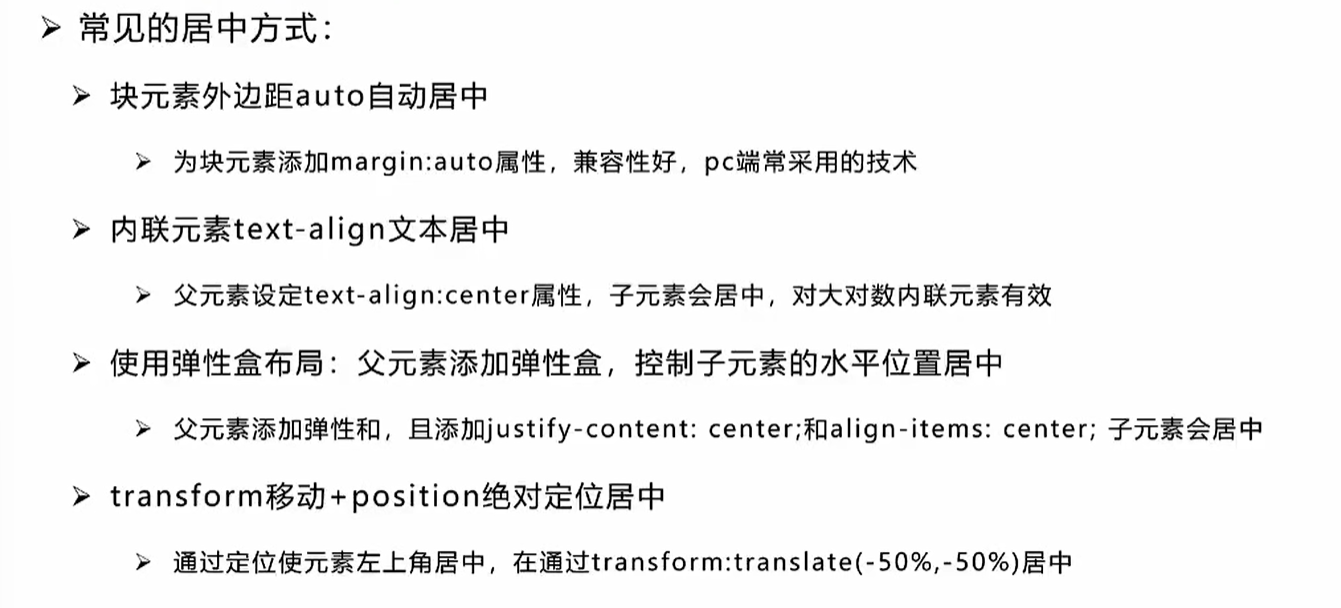 常见的居中方式：
块元素外边距auto自动居中
为块元素添加margin:auto属性，兼容性好，pc端常采用的技术
内联元素text-align文本居中
父元素设定text-align:center属性，子元素会居中，对大对数内联元素有效
使用弹性盒布局：父元素添加弹性盒，控制子元素的水平位置居中
父元素添加弹性和，且添加justify-content: center;和align-items: center; 子元素会居中
transform移动+position绝对定位居中
通过定位使元素左上角居中，在通过transform:translate(-50%,-50%)居中